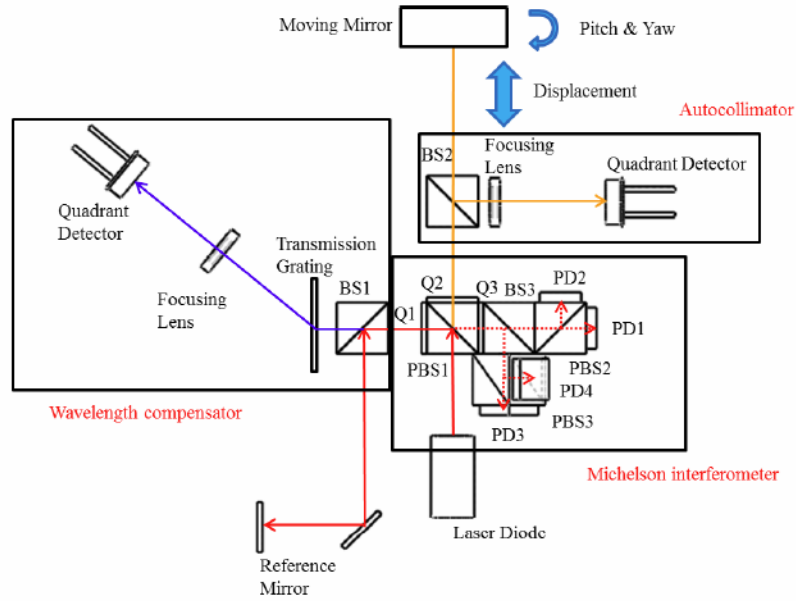 Moving Mirror
Pitch & Yaw
Displacement
Autocollimator
BS2
Focusing
Lens
Quadrant Detector
Quadrant
Detector
Focusing
Lens
Transmission
Grating
BS1
Q1
Q2
Q3
BS3
PD2
PD1
PBS1
PBS2
PD4
PD3
PBS3
Wavelength compensator
Michelson interferometer
Laser Diode
Reference
Mirror